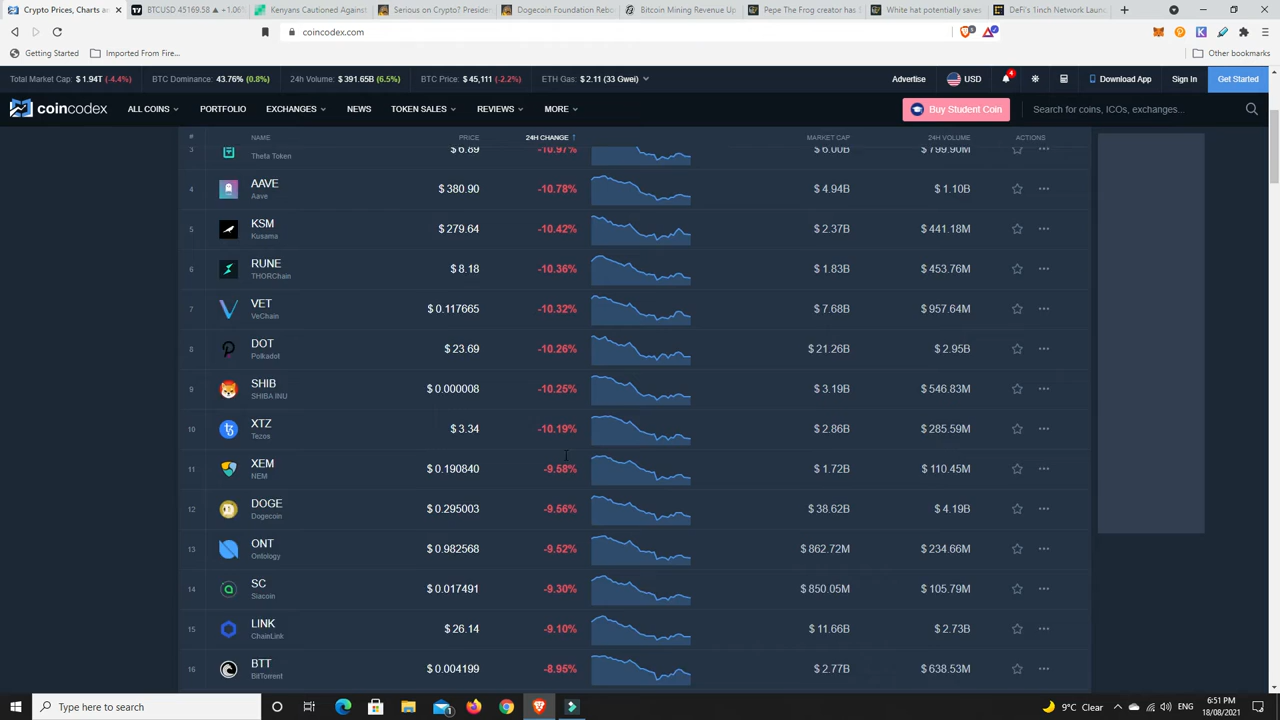 Crypto Prices, Charts a
BTCUSD 45169.58 ▲ +1.06%
Kenyans Cautioned Against
Serious on Crypto? Presiden
Dogecoin Foundation Rebo
Bitcoin Mining Revenue Up
Pepe The Frog creator has
White hat potentially saves
DeFi's 1inch Network Laun
coincodex.com
Getting Started
Imported From Fire...
Other bookmarks
Total Market Cap: $ 1.94T (-4.4%)
BTC Dominance: 43.76% (0.8%)
24h Volume: $ 391.65B (6.5%)
BTC Price: $ 45,111 (-2.2%)
ETH Gas: $ 2.11 (33 Gwei)
Advertise
USD
4
Download App
Sign In
Get Started
coincodex
ALL COINS
PORTFOLIO
EXCHANGES
NEWS
TOKEN SALES
REVIEWS
MORE
Buy Student Coin
Search for coins, ICOs, exchanges...
# NAME PRICE 24H CHANGE ↑ MARKET CAP 24H VOLUME ACTIONS
3 $ 6.89 -10.97% $ 6.00B $ 799.90M
Theta Token
4 AAVE $ 380.90 -10.78% $ 4.94B $ 1.10B
Aave
5 KSM $ 279.64 -10.42% $ 2.37B $ 441.18M
Kusama
6 RUNE $ 8.18 -10.36% $ 1.83B $ 453.76M
THORChain
7 VET $ 0.117665 -10.32% $ 7.68B $ 957.64M
VeChain
8 DOT $ 23.69 -10.26% $ 21.26B $ 2.95B
Polkadot
9 SHIB $ 0.000008 -10.25% $ 3.19B $ 546.83M
SHIBA INU
10 XTZ $ 3.34 -10.19% $ 2.86B $ 285.59M
Tezos
11 XEM $ 0.190840 -9.58% $ 1.72B $ 110.45M
NEM
12 DOGE $ 0.295003 -9.56% $ 38.62B $ 4.19B
Dogecoin
13 ONT $ 0.982568 -9.52% $ 862.72M $ 234.66M
Ontology
14 SC $ 0.017491 -9.30% $ 850.05M $ 105.79M
Siacoin
15 LINK $ 26.14 -9.10% $ 11.66B $ 2.73B
ChainLink
16 BTT $ 0.004199 -8.95% $ 2.77B $ 638.53M
BitTorrent
Type here to search
9°C Clear
ENG
6:51 PM
18/08/2021